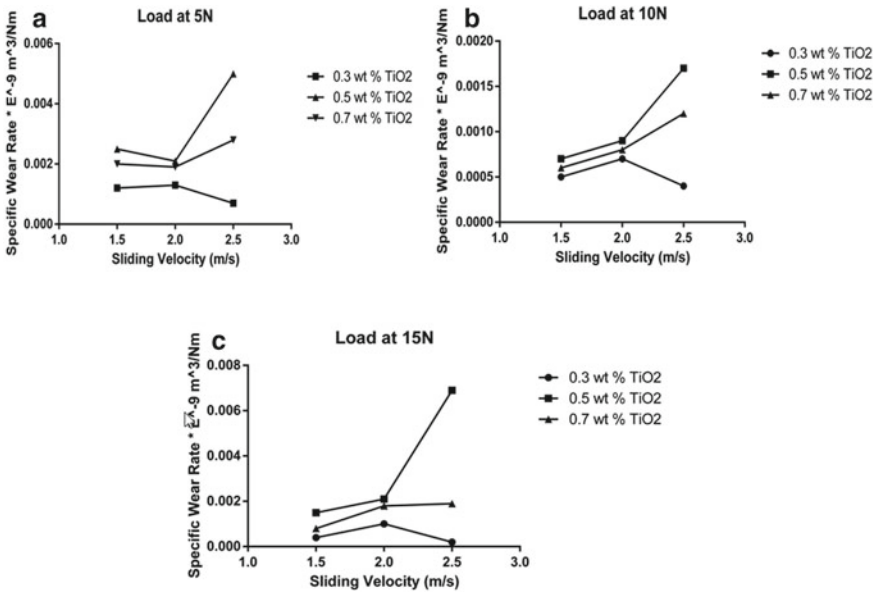 a
Load at 5N
Specific Wear Rate * E^-9 m^3/Nm
0.006
0.004
0.002
0.000
1.0 1.5 2.0 2.5 3.0
Sliding Velocity (m/s)
0.3 wt % TiO2
0.5 wt % TiO2
0.7 wt % TiO2
b
Load at 10N
Specific Wear Rate * E^-9 m^3/Nm
0.0020
0.0015
0.0010
0.0005
0.0000
1.0 1.5 2.0 2.5 3.0
Sliding Velocity (m/s)
0.3 wt % TiO2
0.5 wt % TiO2
0.7 wt % TiO2
c
Load at 15N
Specific Wear Rate * E^-9 m^3/Nm
0.008
0.006
0.004
0.002
0.000
1.0 1.5 2.0 2.5 3.0
Sliding Velocity (m/s)
0.3 wt % TiO2
0.5 wt % TiO2
0.7 wt % TiO2